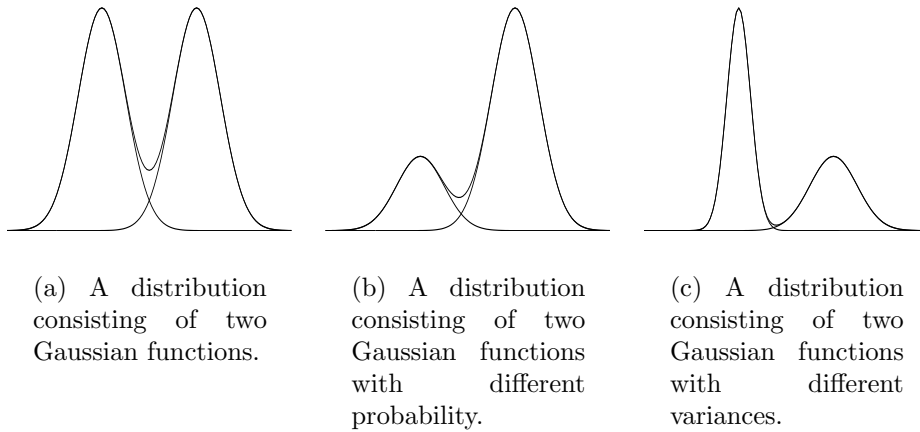 (a) A distribution
consisting of two
Gaussian functions.
(b) A distribution
consisting of two
Gaussian functions
with different
probability.
(c) A distribution
consisting of two
Gaussian functions
with different
variances.